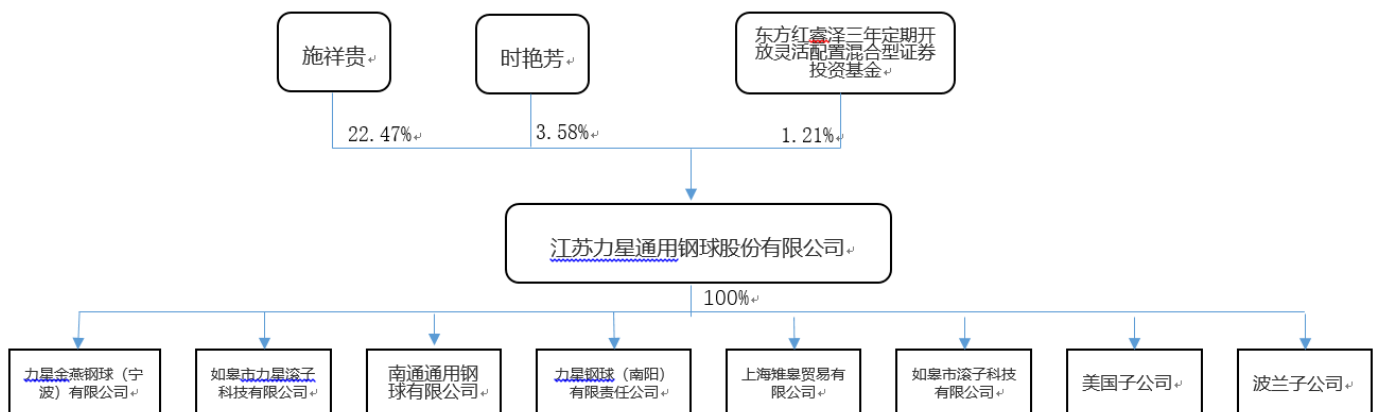 施祥贵
时艳芳
东方红睿泽三年定期开
放灵活配置混合型证券
投资基金
22.47%
3.58%
1.21%
江苏力星通用钢球股份有限公司
100%
力星金燕钢球（宁
波）有限公司
如皋市力星滚子
科技有限公司
南通通用钢
球有限公司
力星钢球（南阳）
有限责任公司
上海雉皋贸易有
限公司
如皋市滚子科技
有限公司
美国子公司
波兰子公司